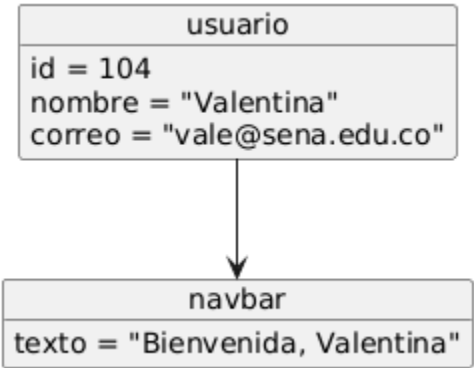 usuario
id = 104
nombre = "Valentina"
correo = "vale@sena.edu.co"
navbar
texto = "Bienvenida, Valentina"